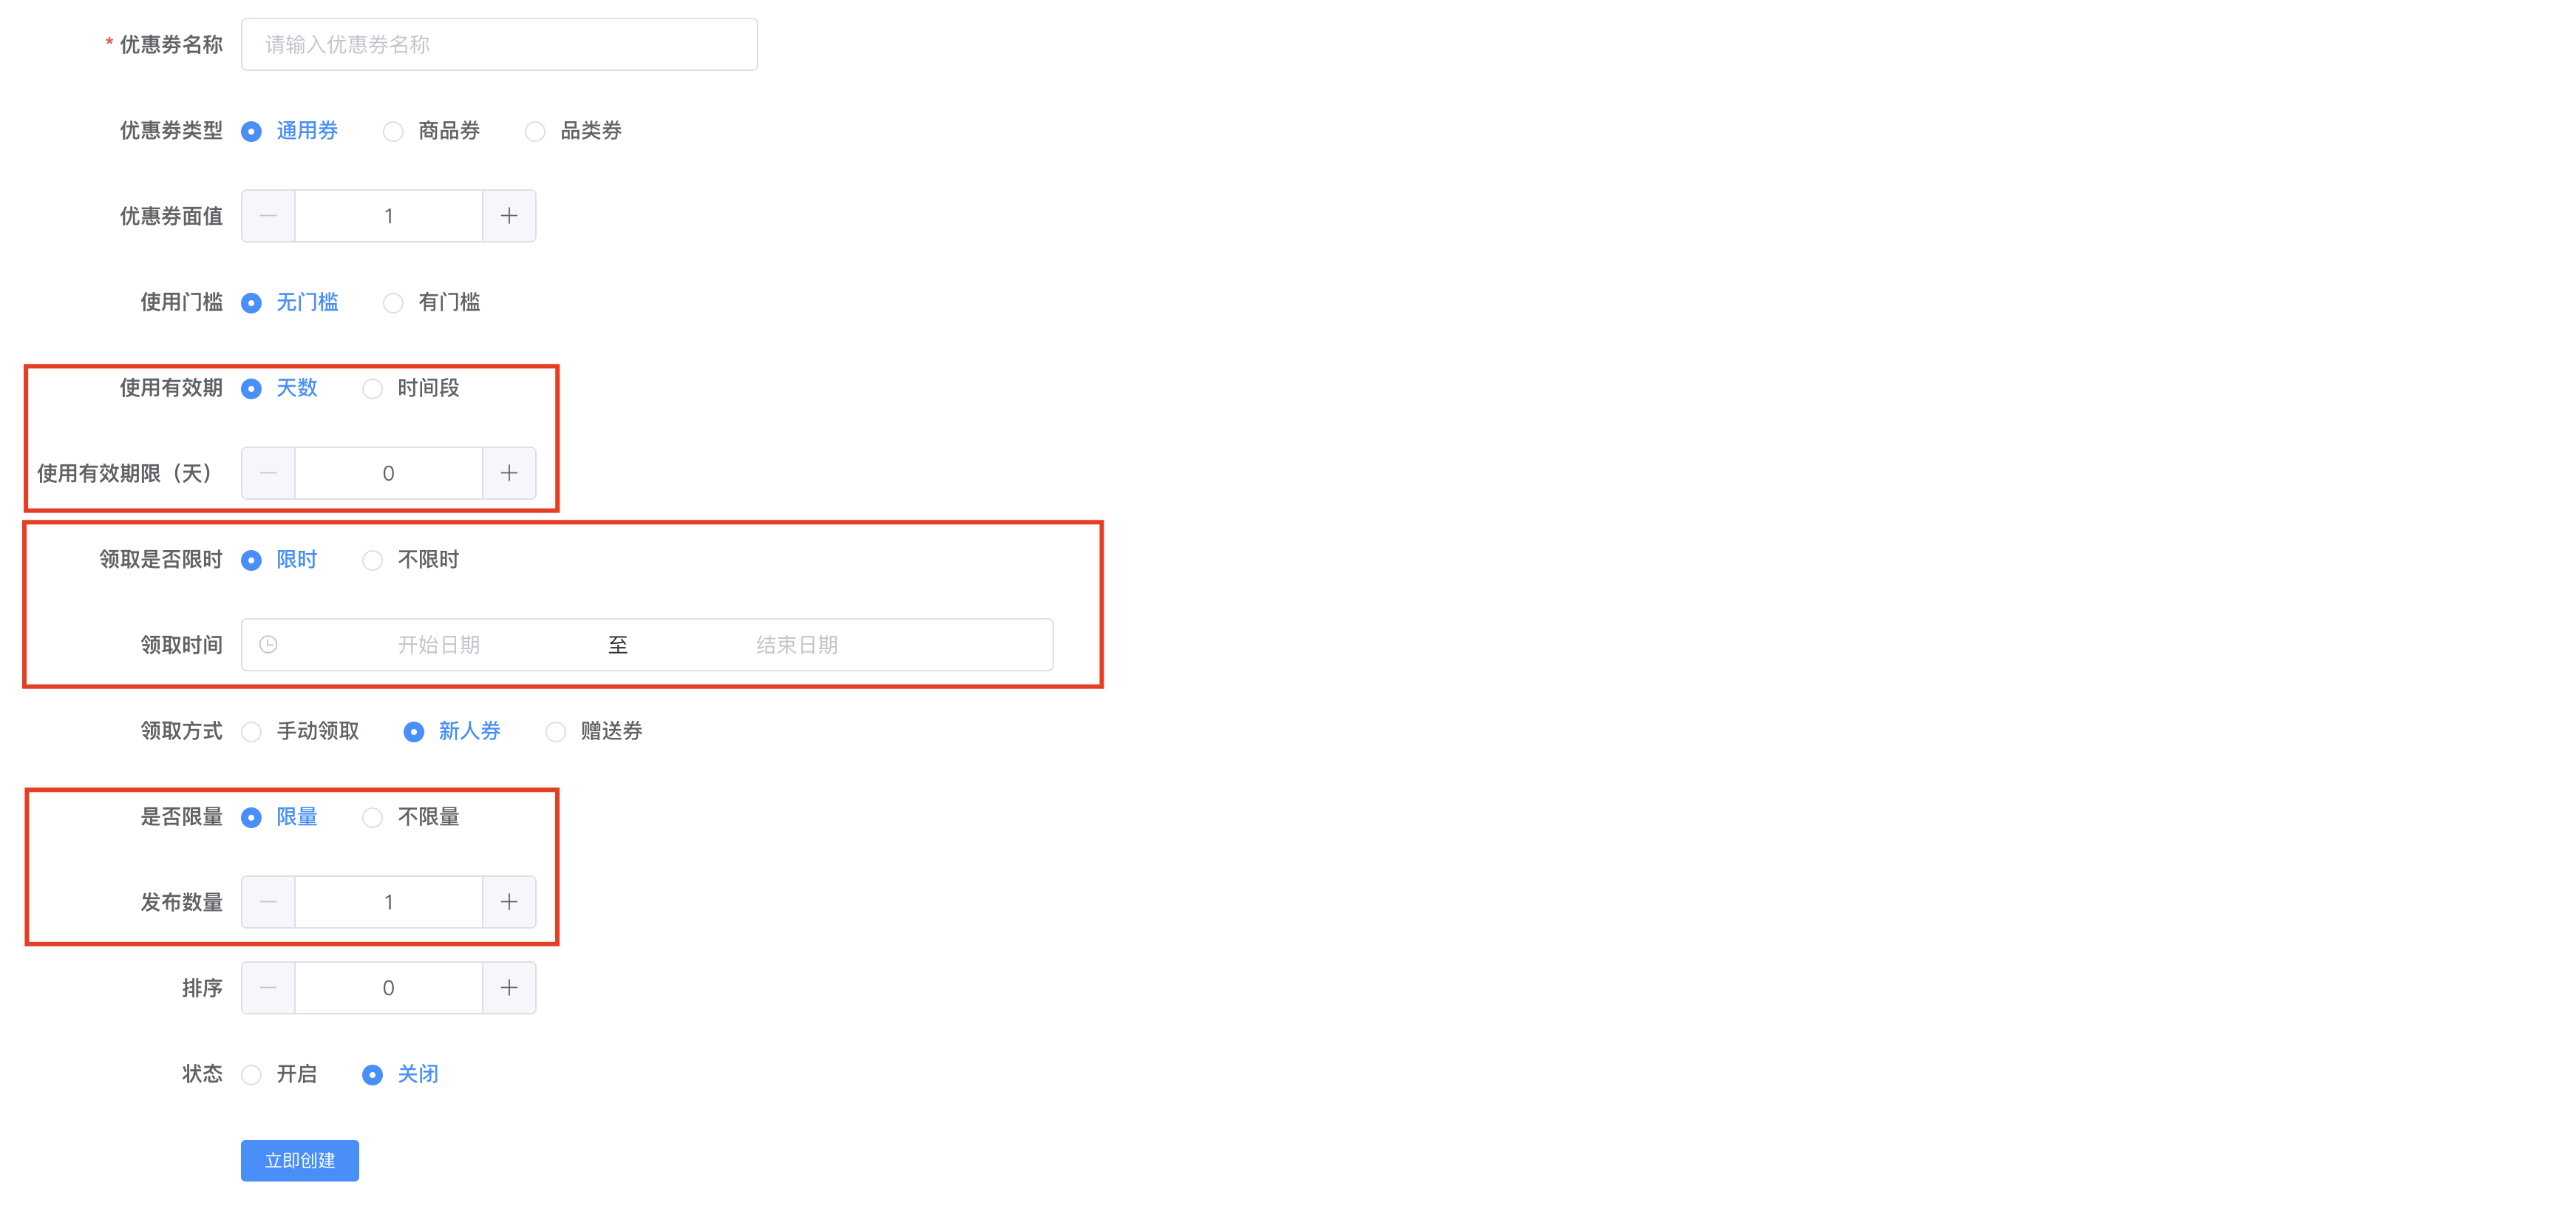 * 优惠券名称 请输入优惠券名称
优惠券类型 通用券 商品券 品类券
优惠券面值 1
使用门槛 无门槛 有门槛
使用有效期 天数 时间段
使用有效期限（天） 0
领取是否限时 限时 不限时
领取时间 开始日期 至 结束日期
领取方式 手动领取 新人券 赠送券
是否限量 限量 不限量
发布数量 1
排序 0
状态 开启 关闭
立即创建